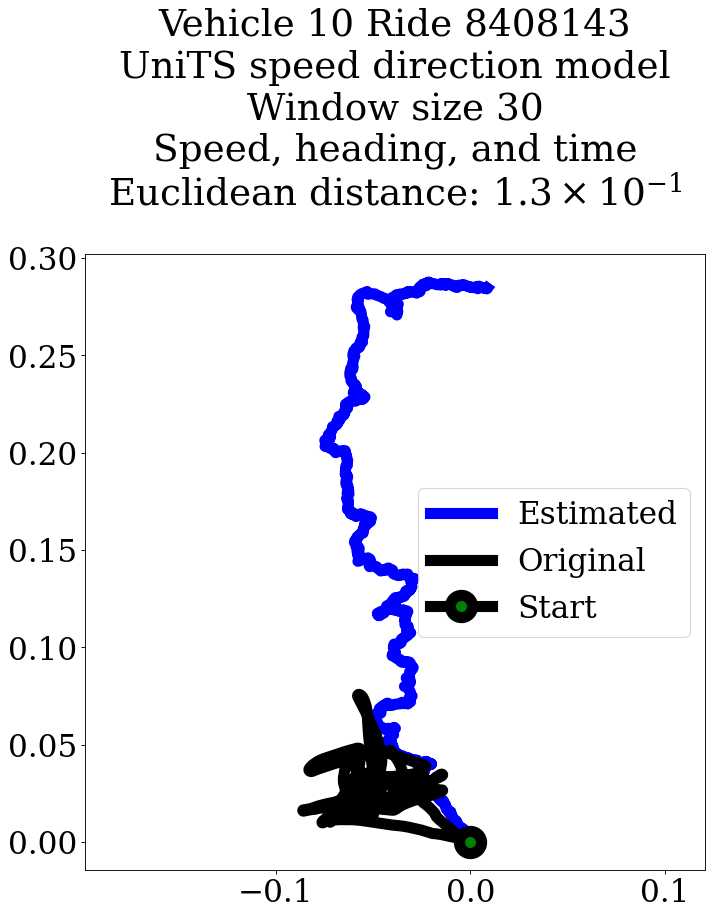 Vehicle 10 Ride 8408143
UniTS speed direction model
Window size 30
Speed, heading, and time
Euclidean distance: 1.3 × 10⁻¹
0.30
0.25
0.20
0.15
0.10
0.05
0.00
Estimated
Original
Start
−0.1
0.0
0.1